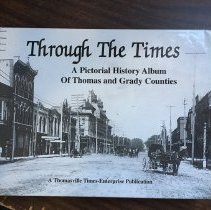 Through The Times
A Pictorial History Album
Of Thomas and Grady Counties
A Thomasville Times-Enterprise Publication